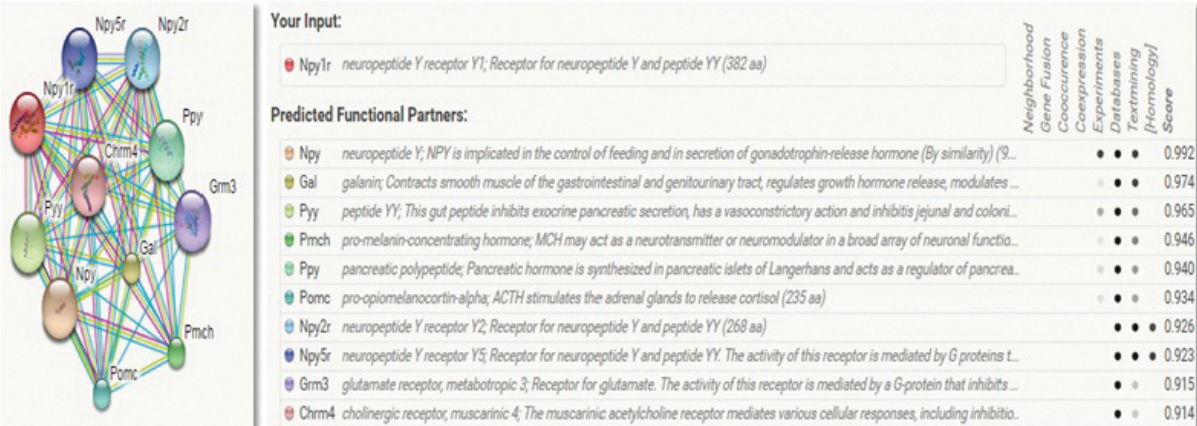 Npy5r
Npy2r
Npy1r
Ppy
Chrm4
Grm3
Pyy
Gal
Npy
Pmch
Pomc
Your Input:
Npy1r neuropeptide Y receptor Y1; Receptor for neuropeptide Y and peptide YY (382 aa)
Neighborhood
Gene Fusion
Cooccurence
Coexpression
Experiments
Databases
Textmining
[Homology]
Score
Predicted Functional Partners:
Npy neuropeptide Y; NPY is implicated in the control of feeding and in secretion of gonadotrophin-release hormone (By similarity) (9... 0.992
Gal galanin; Contracts smooth muscle of the gastrointestinal and genitourinary tract, regulates growth hormone release, modulates ... 0.974
Pyy peptide YY; This gut peptide inhibits exocrine pancreatic secretion, has a vasoconstrictory action and inhibitis jejunal and coloni... 0.965
Pmch pro-melanin-concentrating hormone; MCH may act as a neurotransmitter or neuromodulator in a broad array of neuronal functio... 0.946
Ppy pancreatic polypeptide; Pancreatic hormone is synthesized in pancreatic islets of Langerhans and acts as a regulator of pancrea.. 0.940
Pomc pro-opiomelanocortin-alpha; ACTH stimulates the adrenal glands to release cortisol (235 aa) 0.934
Npy2r neuropeptide Y receptor Y2; Receptor for neuropeptide Y and peptide YY (268 aa) 0.926
Npy5r neuropeptide Y receptor Y5; Receptor for neuropeptide Y and peptide YY. The activity of this receptor is mediated by G proteins t... 0.923
Grm3 glutamate receptor, metabotropic 3; Receptor for glutamate. The activity of this receptor is mediated by a G-protein that inhibits ... 0.915
Chrm4 cholinergic receptor, muscarinic 4; The muscarinic acetylcholine receptor mediates various cellular responses, including inhibitio.. 0.914